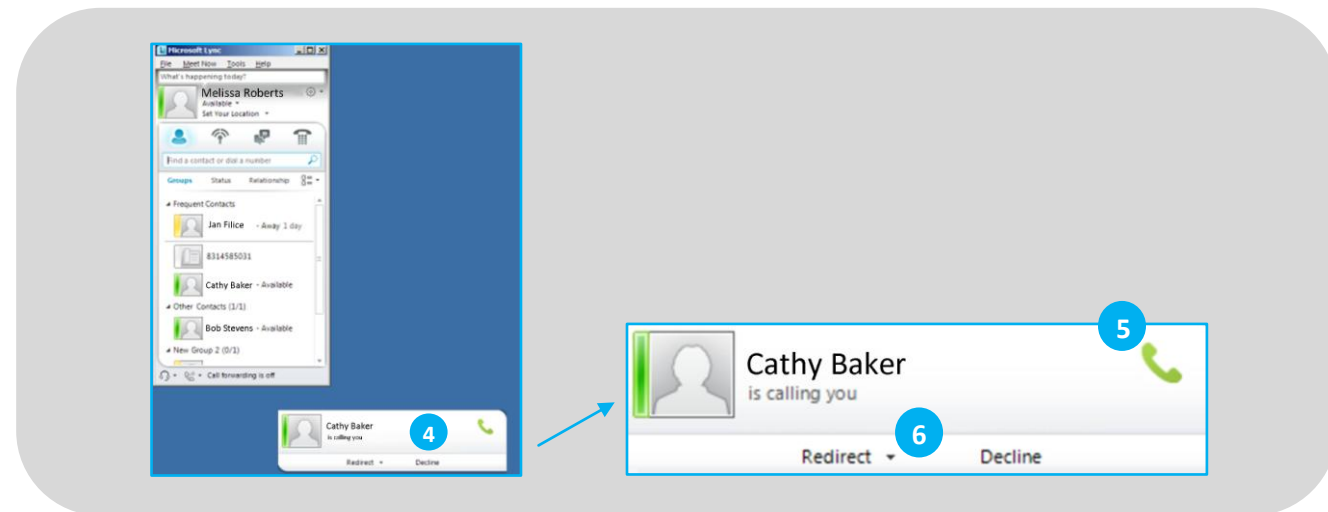 Microsoft Lync
File Meet Now Tools Help
What's happening today?
Melissa Roberts
Available
Set Your Location
Find a contact or dial a number
Groups Status Relationship
Frequent Contacts
Jan Filice - Away 1 day
8314585031
Cathy Baker - Available
Other Contacts (1/1)
Bob Stevens - Available
New Group 2 (0/1)
Call forwarding is off
Cathy Baker
is calling you
4
Redirect Decline
5
Cathy Baker
is calling you
6
Redirect Decline